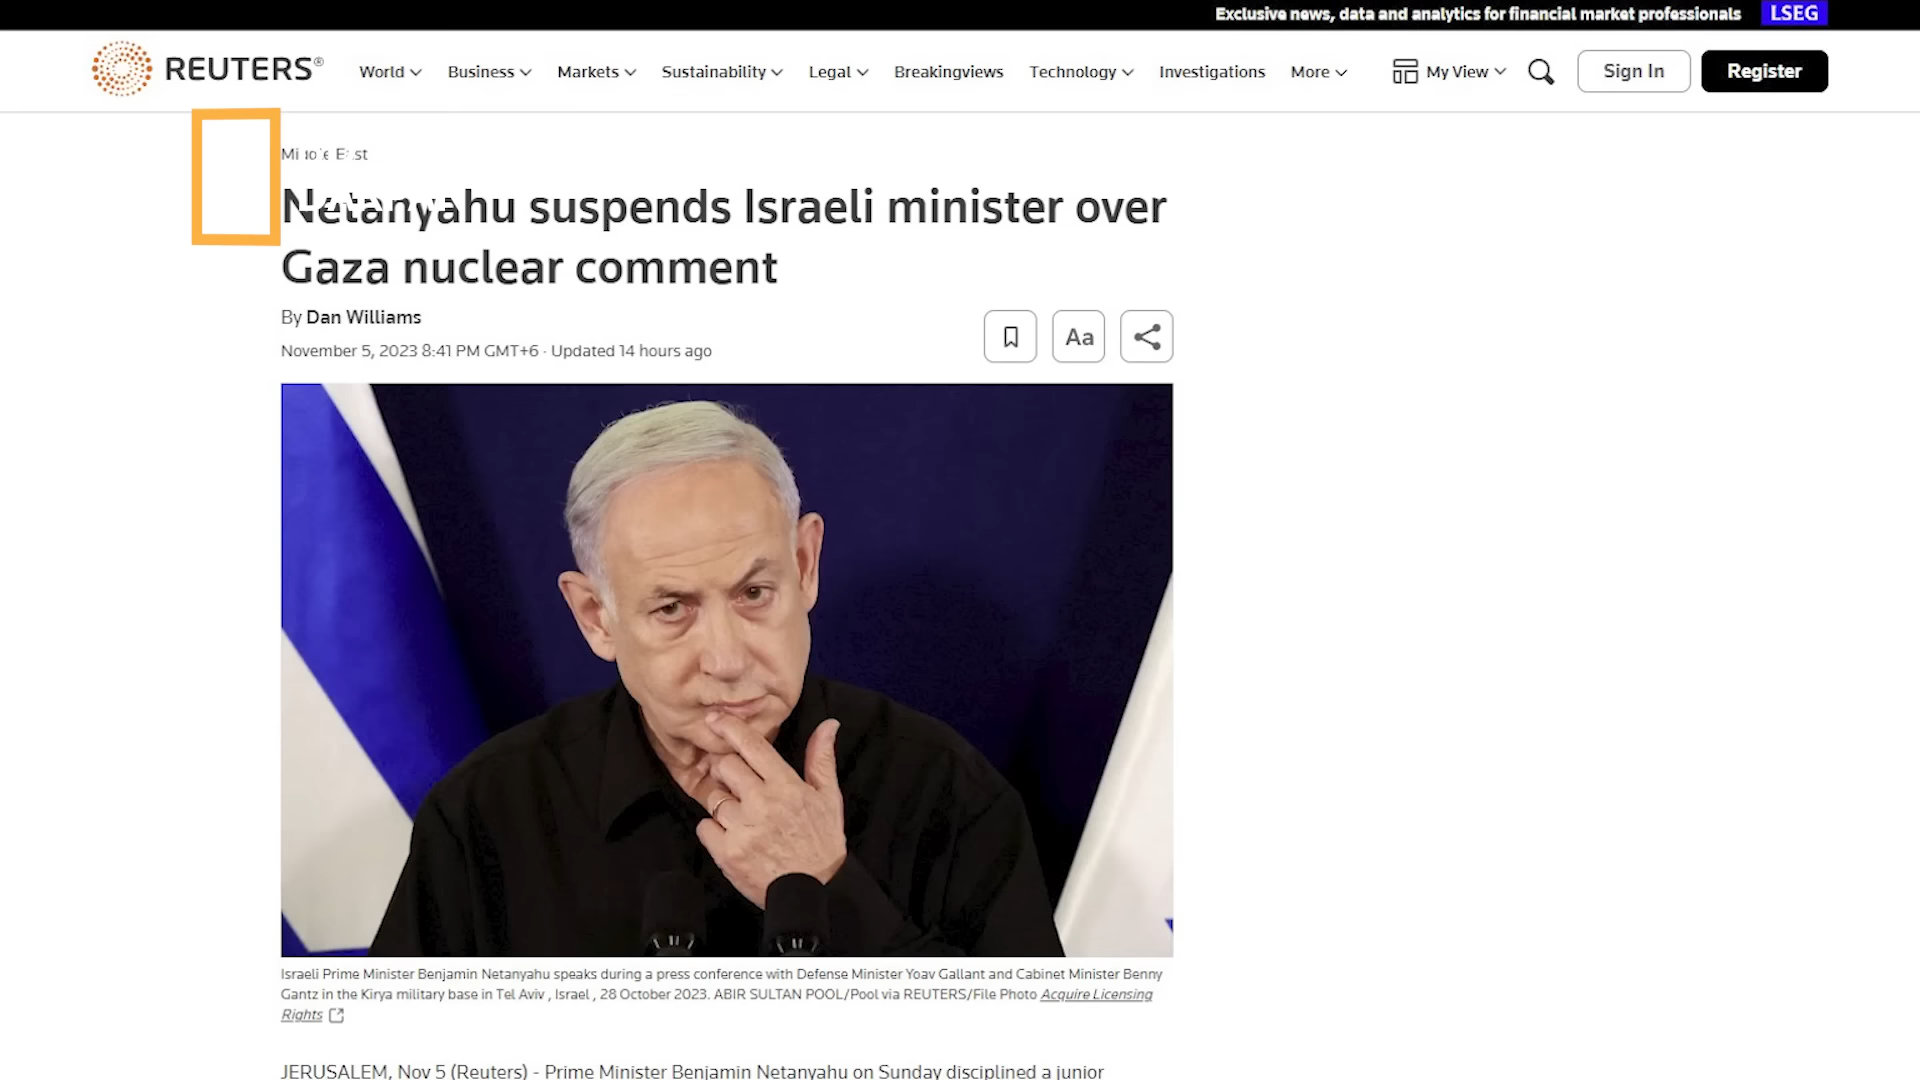 Exclusive news, data and analytics for financial market professionals LSEG
REUTERS®
World Business Markets Sustainability Legal Breakingviews Technology Investigations More My View Sign In Register
Netanyahu suspends Israeli minister over
Gaza nuclear comment
By Dan Williams
November 5, 2023 8:41 PM GMT+6 · Updated 14 hours ago
Aa
Israeli Prime Minister Benjamin Netanyahu speaks during a press conference with Defense Minister Yoav Gallant and Cabinet Minister Benny
Gantz in the Kirya military base in Tel Aviv , Israel , 28 October 2023. ABIR SULTAN POOL/Pool via REUTERS/File Photo Acquire Licensing
Rights
JERUSALEM, Nov 5 (Reuters) - Prime Minister Benjamin Netanyahu on Sunday disciplined a junior